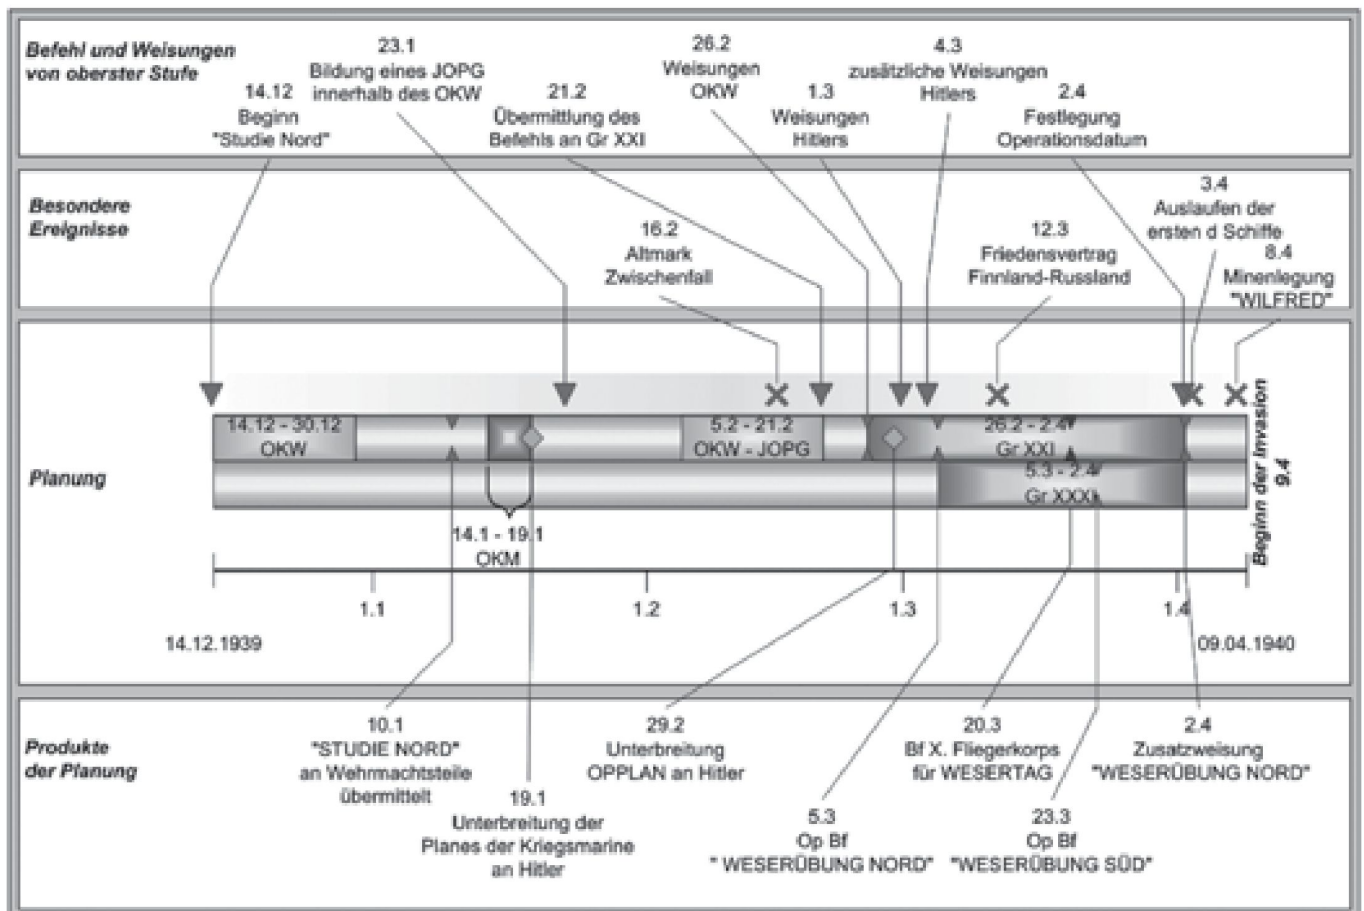 Befehl und Weisungen
von oberster Stufe
14.12
Beginn
"Studie Nord"
23.1
Bildung eines JOPG
innerhalb des OKW
21.2
Übermittlung des
Befehls an Gr XXI
26.2
Weisungen
OKW
1.3
Weisungen
Hitlers
4.3
zusätzliche Weisungen
Hitlers
2.4
Festlegung
Operationsdatum
Besondere
Ereignisse
16.2
Altmark
Zwischenfall
12.3
Friedensvertrag
Finnland-Russland
3.4
Auslaufen der
ersten d Schiffe
8.4
Minenlegung
"WILFRED"
Planung
14.12 - 30.12
OKW
5.2 - 21.2
OKW - JOPG
26.2 - 2.4
Gr XXI
5.3 - 2.4
Gr XXXI
14.1 - 19.1
OKM
Beginn der Invasion
9.4
1.1
1.2
1.3
1.4
14.12.1939
09.04.1940
Produkte
der Planung
10.1
"STUDIE NORD"
an Wehrmachtsteile
übermittelt
19.1
Unterbreitung der
Planes der Kriegsmarine
an Hitler
29.2
Unterbreitung
OPPLAN an Hitler
5.3
Op Bf
" WESERÜBUNG NORD"
20.3
Bf X. Fliegerkorps
für WESERTAG
23.3
Op Bf
"WESERÜBUNG SÜD"
2.4
Zusatzweisung
"WESERÜBUNG NORD"